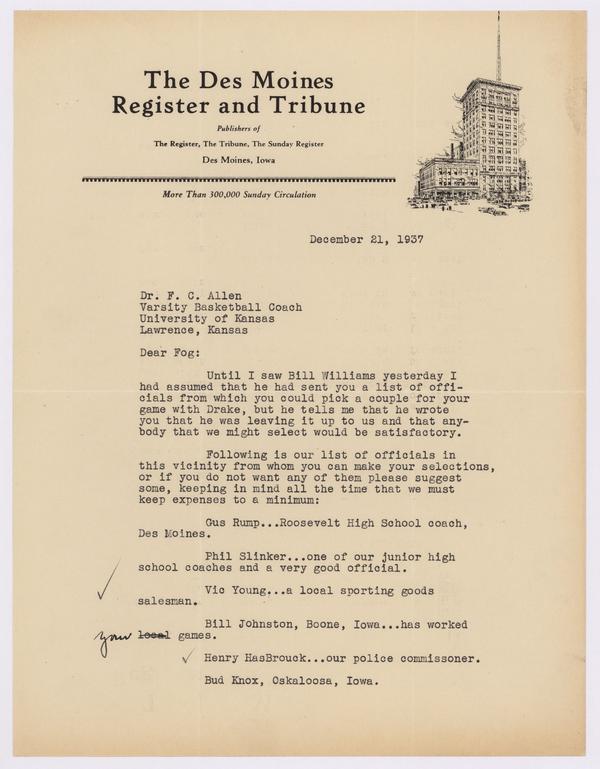 The Des Moines
Register and Tribune
Publishers of
The Register, The Tribune, The Sunday Register
Des Moines, Iowa
More Than 300,000 Sunday Circulation
December 21, 1937
Dr. F. C. Allen
Varsity Basketball Coach
University of Kansas
Lawrence, Kansas
Dear Fog:
Until I saw Bill Williams yesterday I
had assumed that he had sent you a list of offi-
cials from which you could pick a couple for your
game with Drake, but he tells me that he wrote
you that he was leaving it up to us and that any-
body that we might select would be satisfactory.
Following is our list of officials in
this vicinity from whom you can make your selections,
or if you do not want any of them please suggest
some, keeping in mind all the time that we must
keep expenses to a minimum:
Gus Rump...Roosevelt High School coach,
Des Moines.
Phil Slinker...one of our junior high
school coaches and a very good official.
Vic Young...a local sporting goods
salesman.
Bill Johnston, Boone, Iowa...has worked
your local games.
Henry HasBrouck...our police commissoner.
Bud Knox, Oskaloosa, Iowa.